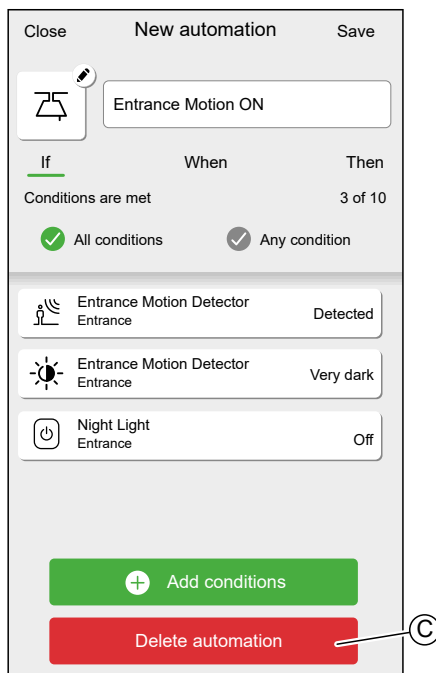 Close New automation Save
Entrance Motion ON
If When Then
Conditions are met 3 of 10
All conditions Any condition
Entrance Motion Detector
Entrance
Detected
Entrance Motion Detector
Entrance
Very dark
Night Light
Entrance
Off
Add conditions
Delete automation
C